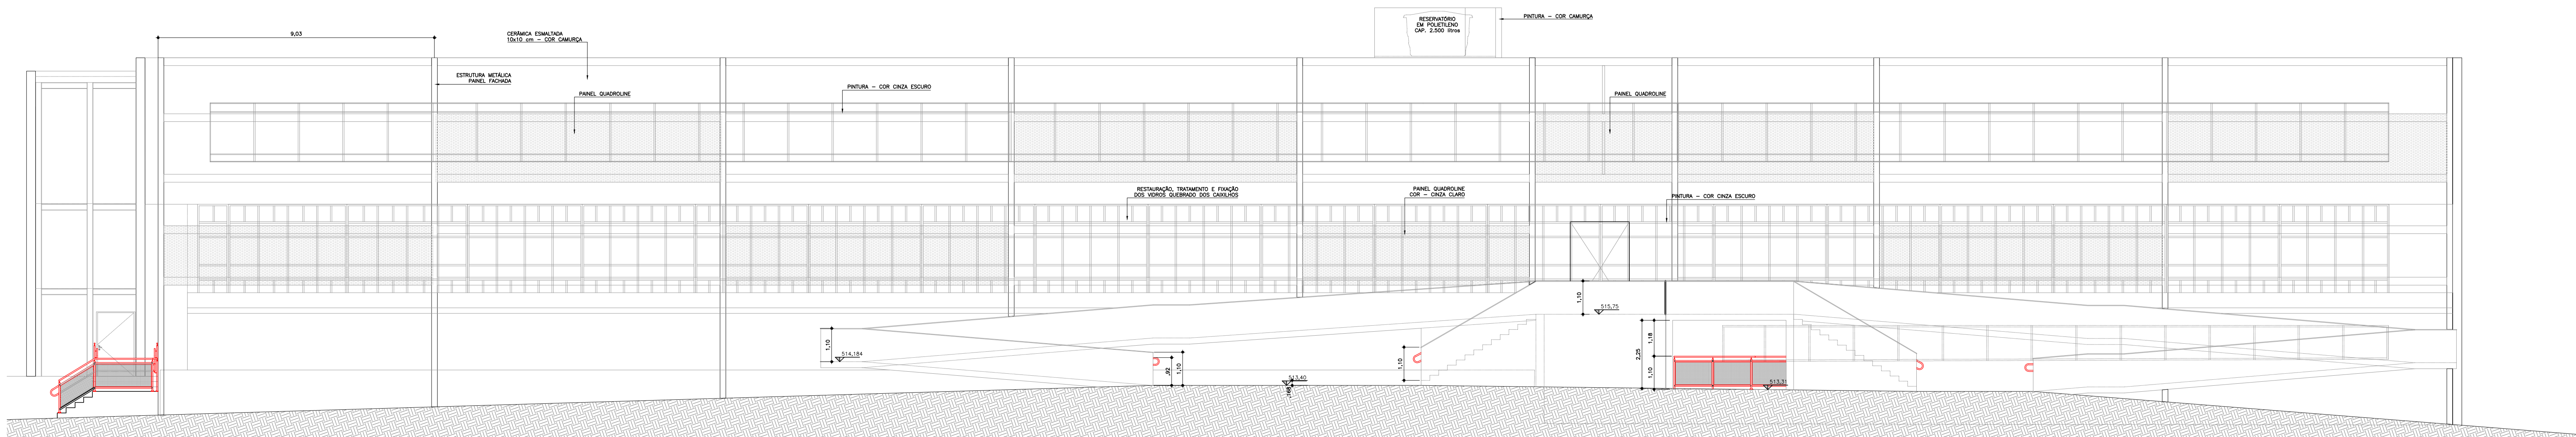 RESERVATÓRIO
EM POLIETILENO
CAP. 2.500 litros
PINTURA - COR CAMURÇA
9,03
CERÂMICA ESMALTADA
10x10 cm - COR CAMURÇA
ESTRUTURA METÁLICA
PAINEL FACHADA
PAINEL QUADROLINE
PINTURA - COR CINZA ESCURO
PAINEL QUADROLINE
RESTAURAÇÃO, TRATAMENTO E FIXAÇÃO
DOS VIDROS QUEBRADO DOS CAIXILHOS
PAINEL QUADROLINE
COR - CINZA CLARO
PINTURA - COR CINZA ESCURO
1,10
515,75
1,10
514,184
,92
1,10
513,40
1,10
2,25
1,18
1,10
513,31